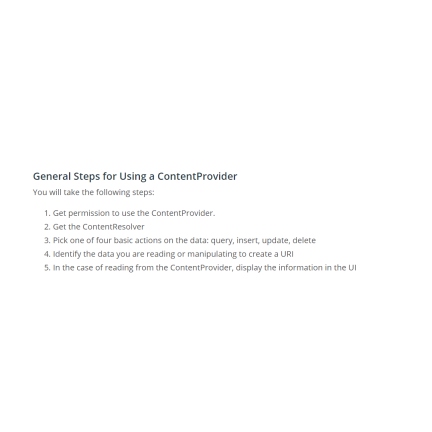 General Steps for Using a ContentProvider
You will take the following steps:
1. Get permission to use the ContentProvider.
2. Get the ContentResolver
3. Pick one of four basic actions on the data: query, insert, update, delete
4. Identify the data you are reading or manipulating to create a URI
5. In the case of reading from the ContentProvider, display the information in the UI